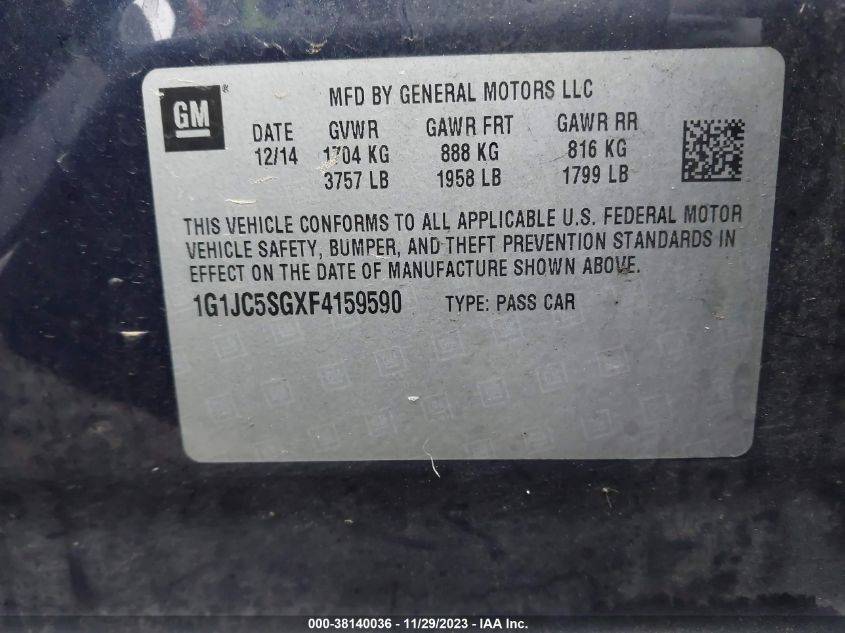 GM®
MFD BY GENERAL MOTORS LLC
DATE GVWR GAWR FRT GAWR RR
12/14 1704 KG 888 KG 816 KG
3757 LB 1958 LB 1799 LB
THIS VEHICLE CONFORMS TO ALL APPLICABLE U.S. FEDERAL MOTOR
VEHICLE SAFETY, BUMPER, AND THEFT PREVENTION STANDARDS IN
EFFECT ON THE DATE OF MANUFACTURE SHOWN ABOVE.
1G1JC5SGXF4159590 TYPE: PASS CAR
000-38140036 - 11/29/2023 - IAA Inc.